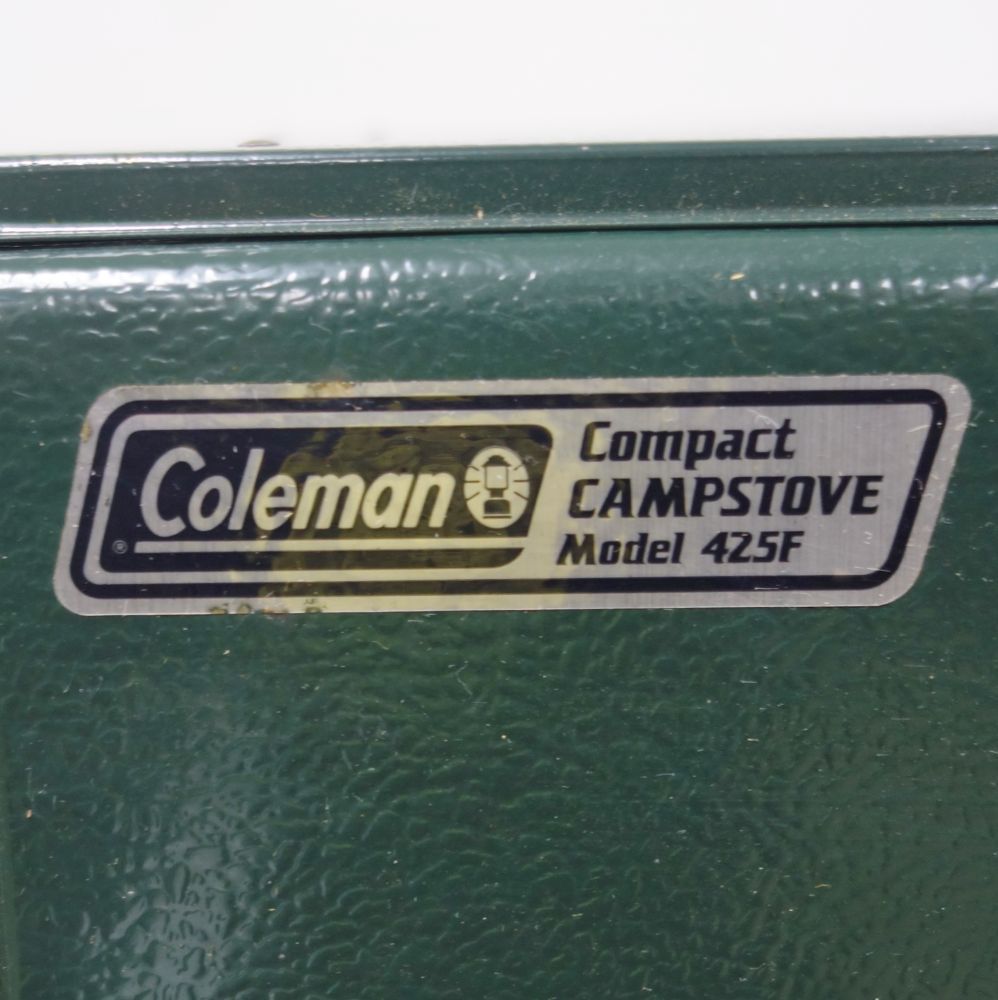 Coleman
®
Compact
CAMPSTOVE
Model 425F